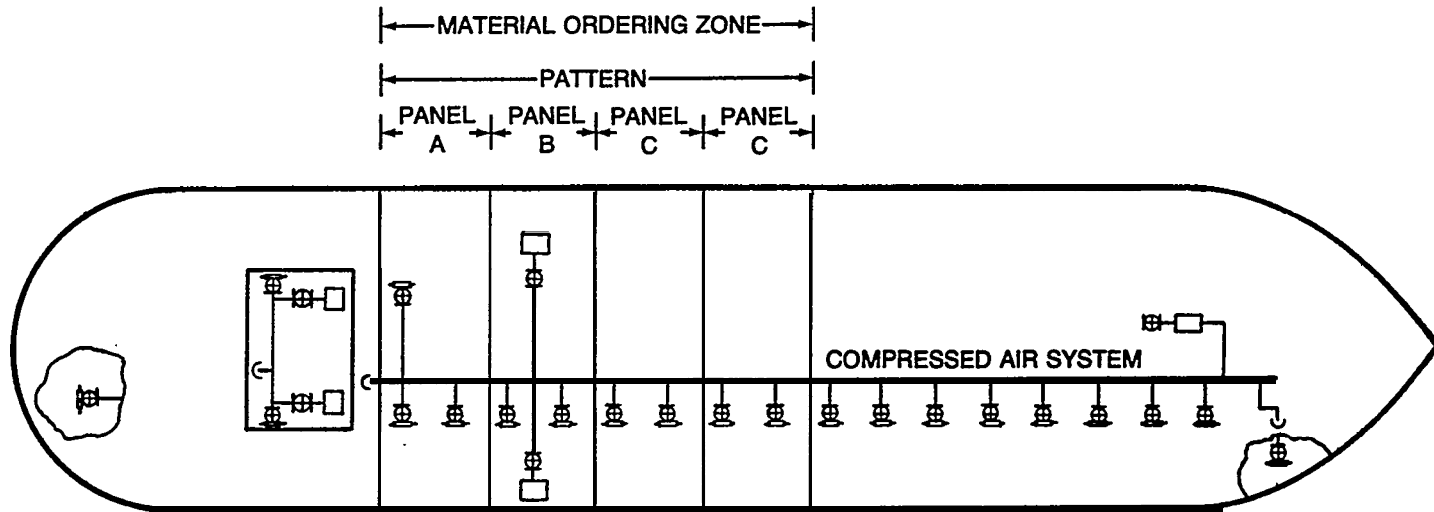 MATERIAL ORDERING ZONE
PATTERN
PANEL A
PANEL B
PANEL C
PANEL C
COMPRESSED AIR SYSTEM